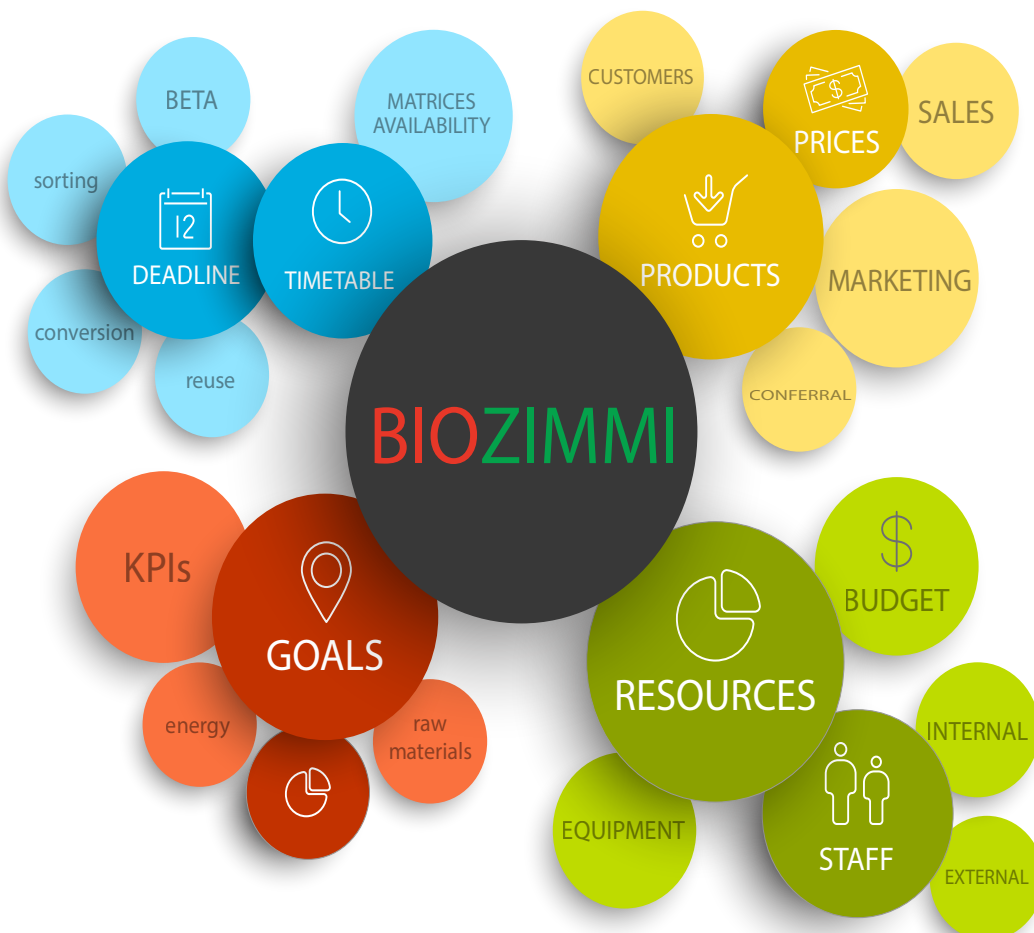 BETA
MATRICES
AVAILABILITY
sorting
12
DEADLINE
TIMETABLE
conversion
reuse
CUSTOMERS
$
PRICES
SALES
PRODUCTS
MARKETING
CONFERRAL
BIOZIMMI
KPIs
GOALS
energy
raw
materials
$
BUDGET
RESOURCES
INTERNAL
EQUIPMENT
STAFF
EXTERNAL